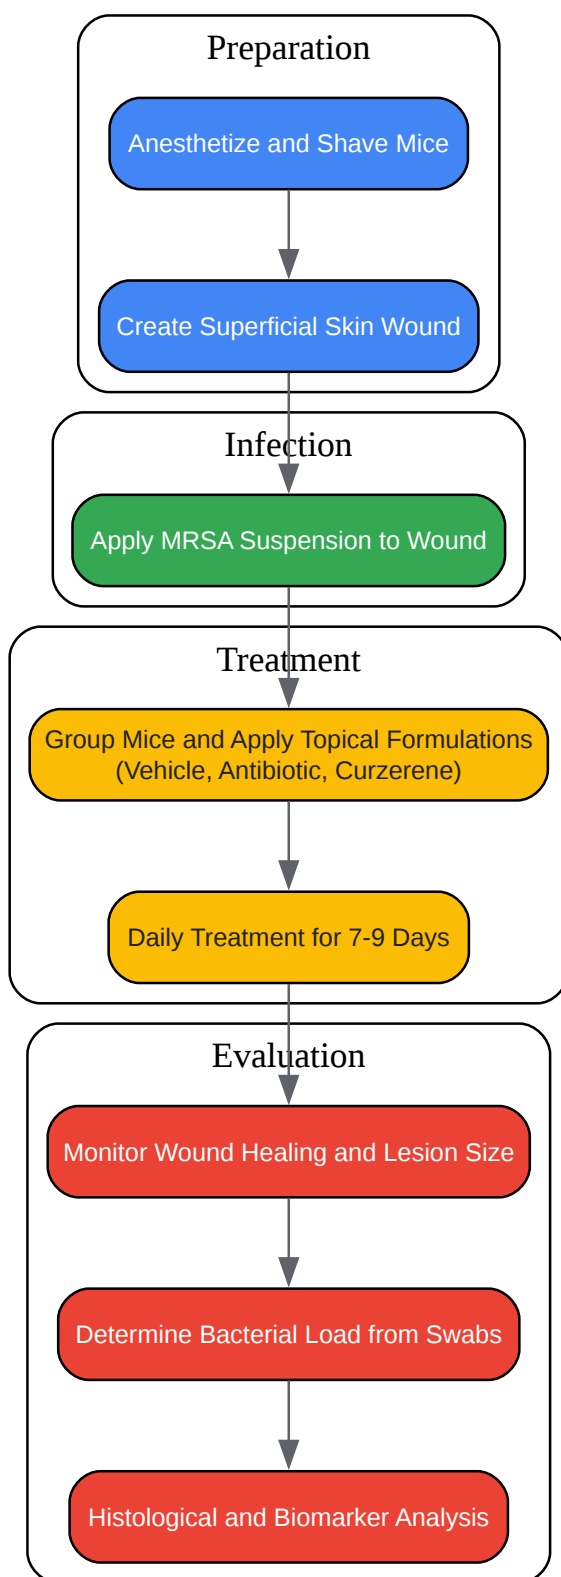 Preparation
Anesthetize and Shave Mice
Create Superficial Skin Wound
Infection
Apply MRSA Suspension to Wound
Treatment
Group Mice and Apply Topical Formulations
(Vehicle, Antibiotic, Curzerene)
Daily Treatment for 7-9 Days
Evaluation
Monitor Wound Healing and Lesion Size
Determine Bacterial Load from Swabs
Histological and Biomarker Analysis